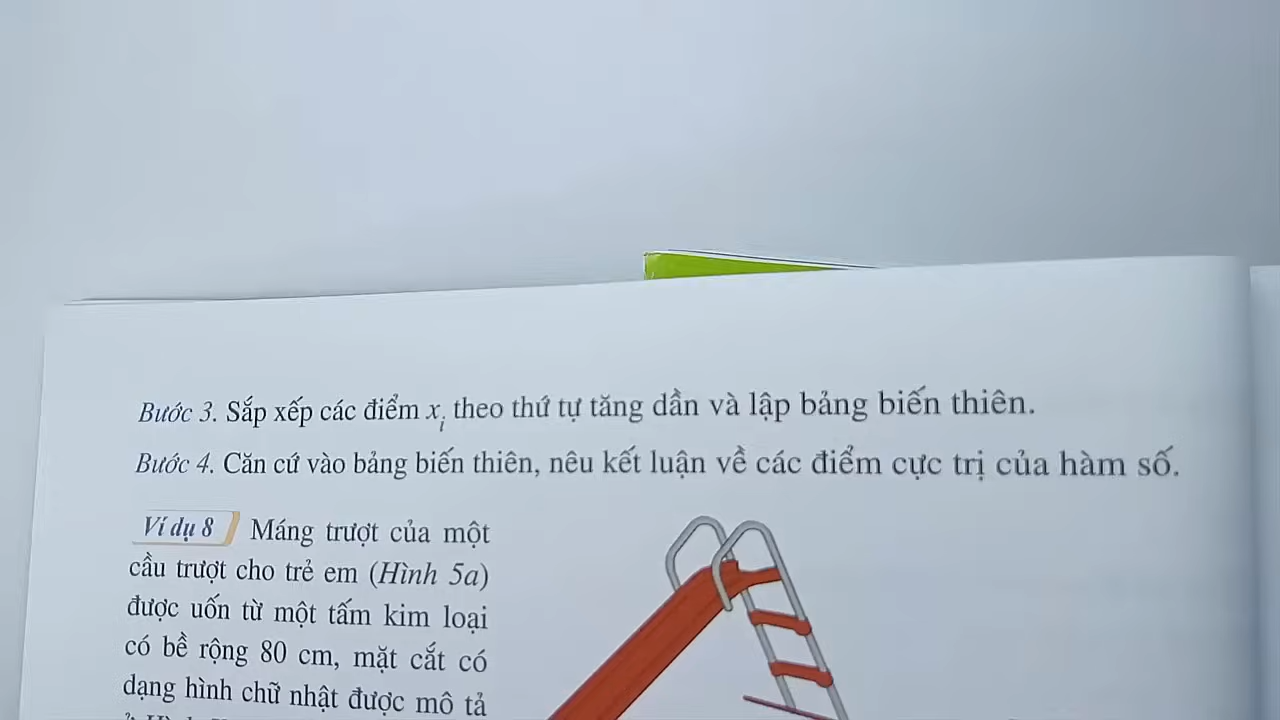 Bước 3. Sắp xếp các điểm xᵢ theo thứ tự tăng dần và lập bảng biến thiên.
Bước 4. Căn cứ vào bảng biến thiên, nêu kết luận về các điểm cực trị của hàm số.
Ví dụ 8 Máng trượt của một
cầu trượt cho trẻ em (Hình 5a)
được uốn từ một tấm kim loại
có bề rộng 80 cm, mặt cắt có
dạng hình chữ nhật được mô tả